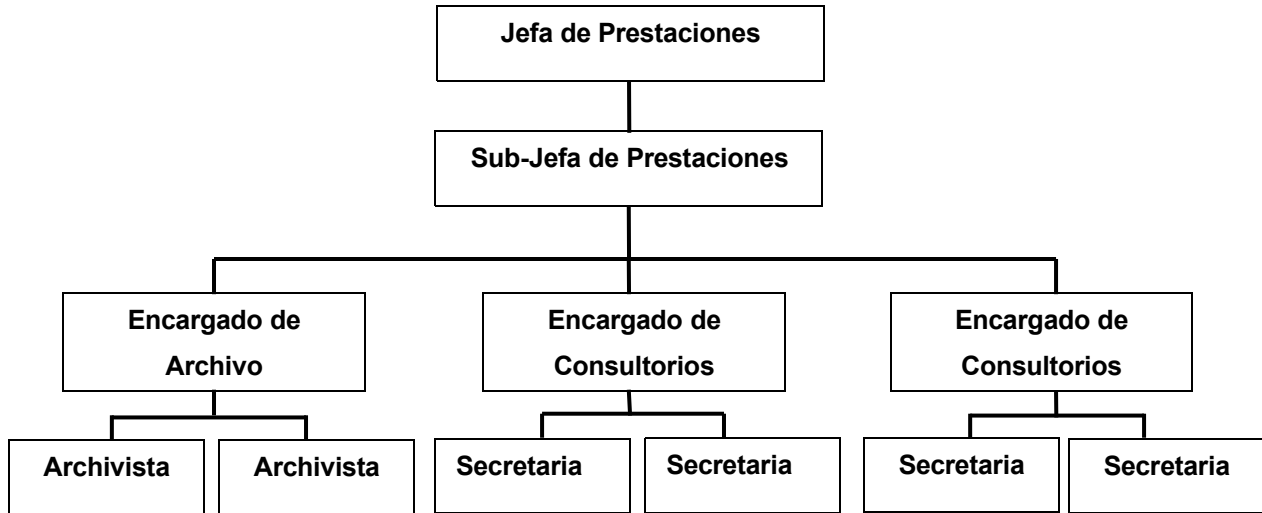 Jefa de Prestaciones
Sub-Jefa de Prestaciones
Encargado de
Archivo
Encargado de
Consultorios
Encargado de
Consultorios
Archivista
Archivista
Secretaria
Secretaria
Secretaria
Secretaria